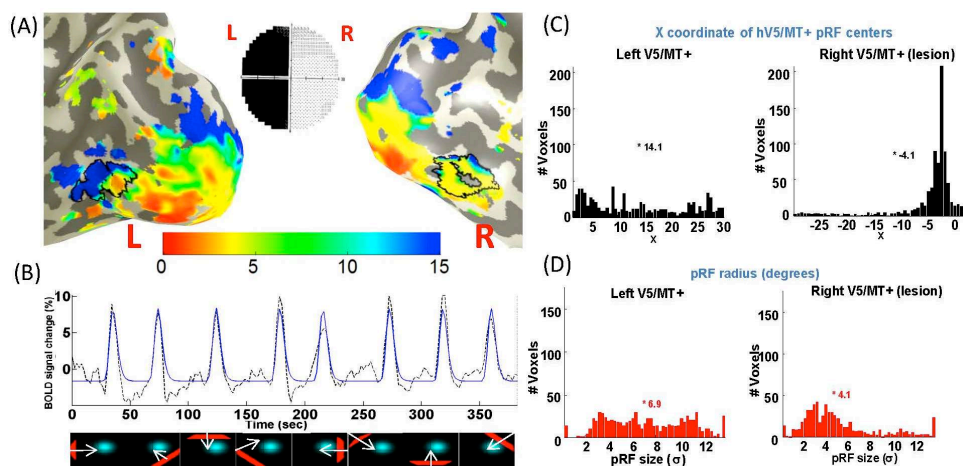 (A)
L
R
L
R
0
5
10
15
(B)
BOLD signal change (%)
10
5
0
0
50
100
150
200
250
300
350
Time (sec)
(C)
X coordinate of hV5/MT+ pRF centers
Left V5/MT+
# Voxels
200
150
100
50
0
* 14.1
5
10
15
20
25
30
X
Right V5/MT+ (lesion)
# Voxels
200
150
100
50
0
* -4.1
-25
-20
-15
-10
-5
0
X
(D)
pRF radius (degrees)
Left V5/MT+
# Voxels
150
100
50
0
* 6.9
2
4
6
8
10
12
pRF size (σ)
Right V5/MT+ (lesion)
# Voxels
150
100
50
0
* 4.1
2
4
6
8
10
12
pRF size (σ)